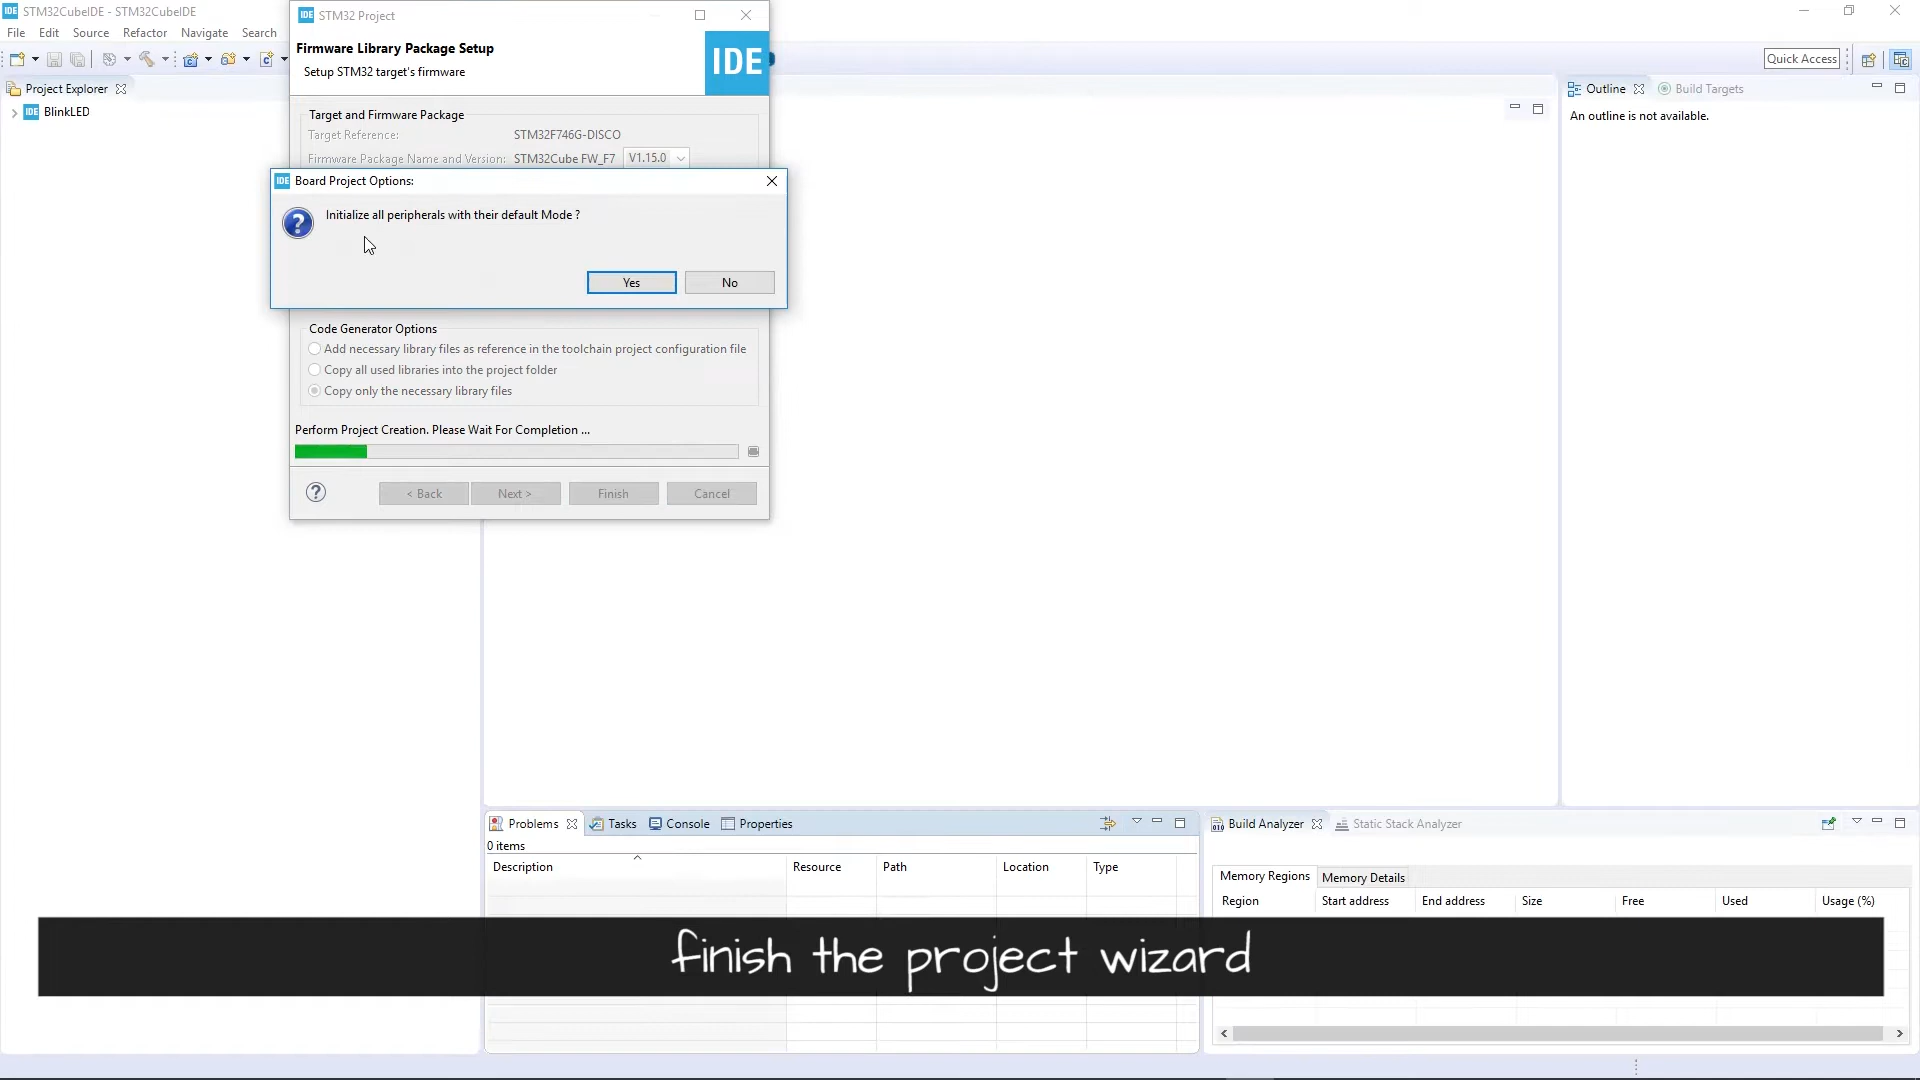 IDE STM32CubeIDE - STM32CubeIDE
File Edit Source Refactor Navigate Search
Quick Access
Project Explorer
IDE BlinkLED
IDE STM32 Project
Firmware Library Package Setup
Setup STM32 target's firmware
IDE
Target and Firmware Package
Target Reference: STM32F746G-DISCO
Firmware Package Name and Version: STM32Cube FW_F7 V1.15.0
IDE Board Project Options:
Initialize all peripherals with their default Mode ?
Yes No
Code Generator Options
Add necessary library files as reference in the toolchain project configuration file
Copy all used libraries into the project folder
Copy only the necessary library files
Perform Project Creation. Please Wait For Completion ...
< Back Next > Finish Cancel
Outline Build Targets
An outline is not available.
Problems Tasks Console Properties
0 items
Description Resource Path Location Type
Build Analyzer Static Stack Analyzer
Memory Regions Memory Details
Region Start address End address Size Free Used Usage (%)
finish the project wizard